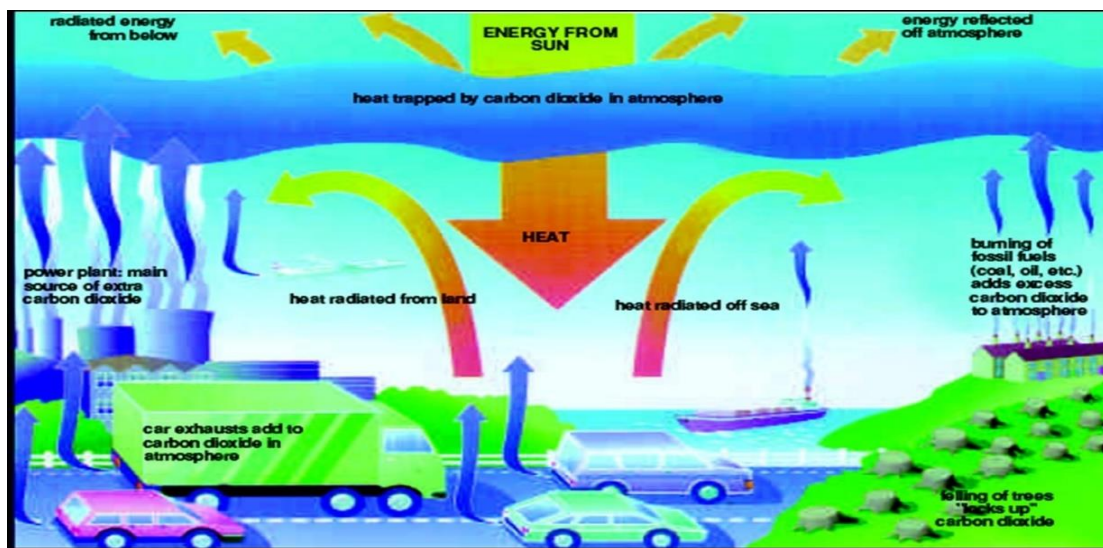 radiated energy
from below
ENERGY FROM
SUN
energy reflected
off atmosphere
heat trapped by carbon dioxide in atmosphere
HEAT
power plant: main
source of extra
carbon dioxide
heat radiated from land
heat radiated off sea
burning of
fossil fuels
(coal, oil, etc.)
adds excess
carbon dioxide
to atmosphere
car exhausts add to
carbon dioxide in
atmosphere
felling of trees
"locks up"
carbon dioxide